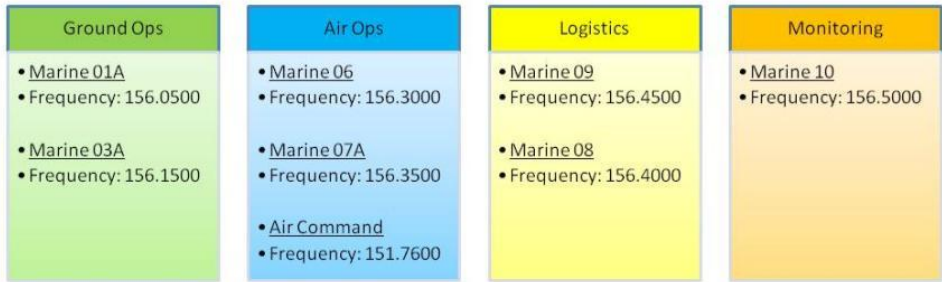 Ground Ops
• Marine 01A
• Frequency: 156.0500
• Marine 03A
• Frequency: 156.1500
Air Ops
• Marine 06
• Frequency: 156.3000
• Marine 07A
• Frequency: 156.3500
• Air Command
• Frequency: 151.7600
Logistics
• Marine 09
• Frequency: 156.4500
• Marine 08
• Frequency: 156.4000
Monitoring
• Marine 10
• Frequency: 156.5000